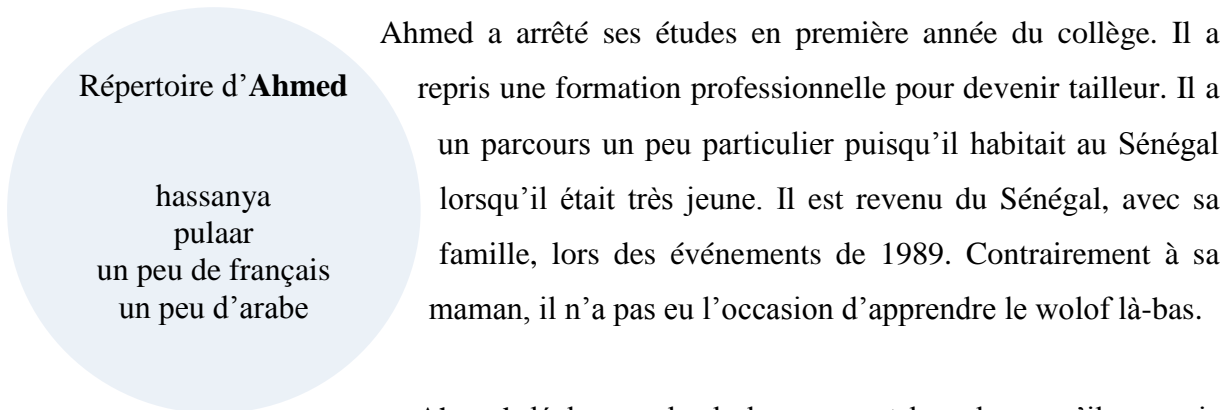 Répertoire d’Ahmed
hassanya
pulaar
un peu de français
un peu d’arabe
Ahmed a arrêté ses études en première année du collège. Il a
repris une formation professionnelle pour devenir tailleur. Il a
un parcours un peu particulier puisqu’il habitait au Sénégal
lorsqu’il était très jeune. Il est revenu du Sénégal, avec sa
famille, lors des événements de 1989. Contrairement à sa
maman, il n’a pas eu l’occasion d’apprendre le wolof là-bas.